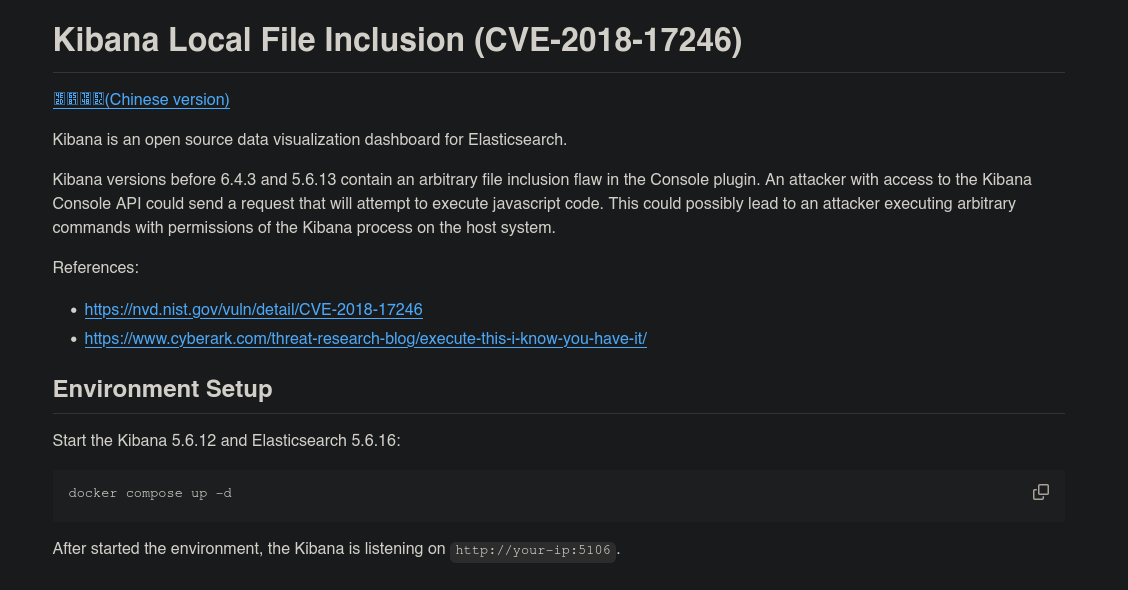 Kibana Local File Inclusion (CVE-2018-17246)
(Chinese version)
Kibana is an open source data visualization dashboard for Elasticsearch.
Kibana versions before 6.4.3 and 5.6.13 contain an arbitrary file inclusion flaw in the Console plugin. An attacker with access to the Kibana
Console API could send a request that will attempt to execute javascript code. This could possibly lead to an attacker executing arbitrary
commands with permissions of the Kibana process on the host system.
References:
• https://nvd.nist.gov/vuln/detail/CVE-2018-17246
• https://www.cyberark.com/threat-research-blog/execute-this-i-know-you-have-it/
Environment Setup
Start the Kibana 5.6.12 and Elasticsearch 5.6.16:
docker compose up -d
After started the environment, the Kibana is listening on http://your-ip:5106.